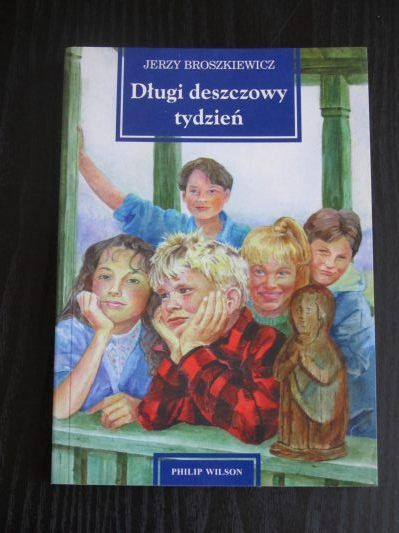 JERZY BROSZKIEWICZ
Długi deszczowy
tydzień
PHILIP WILSON